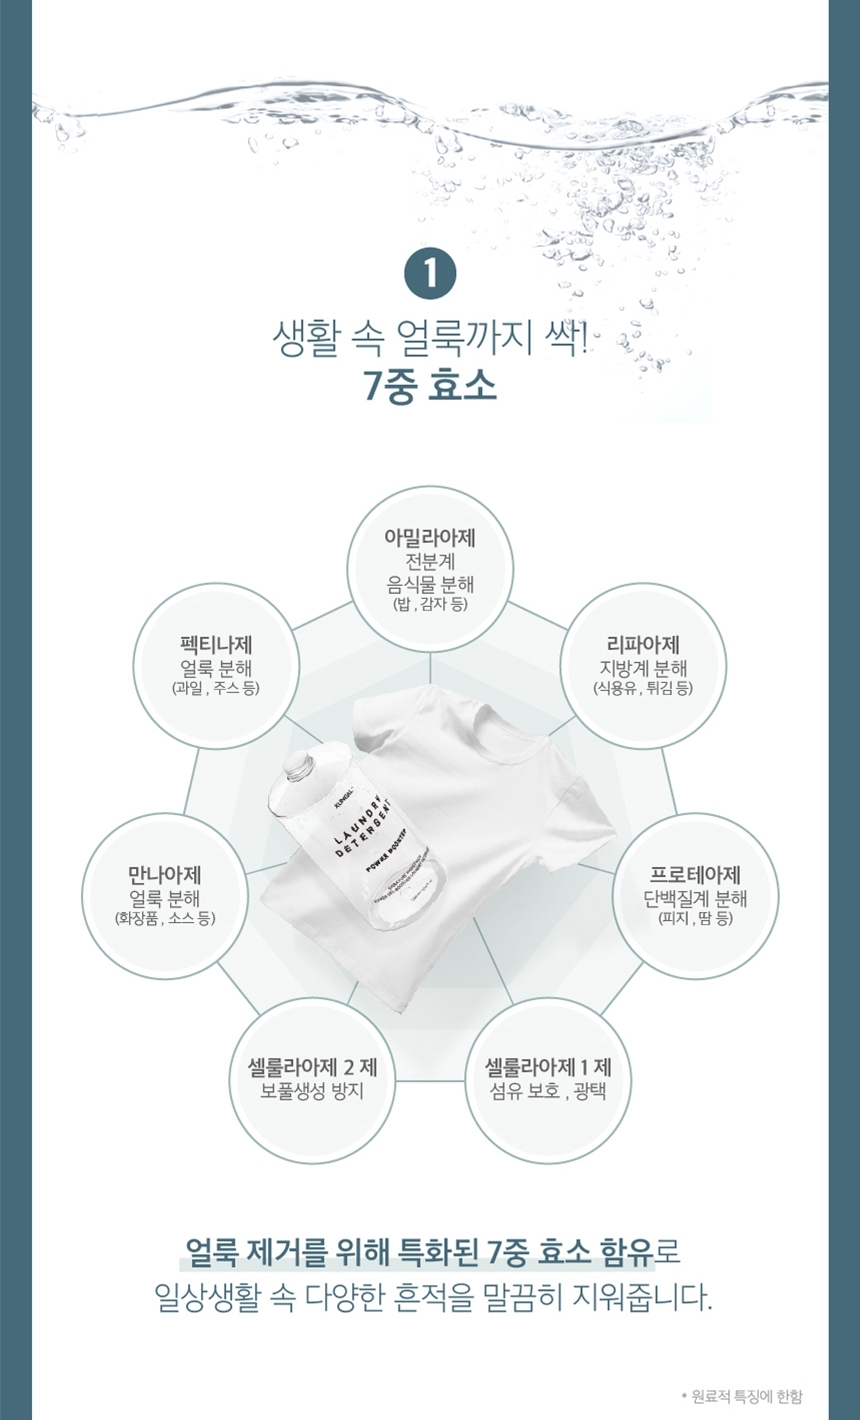 1
생활 속 얼룩까지 싹!
7중 효소
아밀라아제
전분계
음식물 분해
(밥 , 감자 등)
펙티나제
얼룩 분해
(과일 , 주스 등)
리파아제
지방계 분해
(식용유 , 튀김 등)
KUNDAL
LAUNDRY
DETERGENT
POWER BOOSTER
만나아제
얼룩 분해
(화장품 , 소스 등)
프로테아제
단백질계 분해
(피지 , 땀 등)
셀룰라아제 2 제
보풀생성 방지
셀룰라아제 1 제
섬유 보호 , 광택
얼룩 제거를 위해 특화된 7중 효소 함유로
일상생활 속 다양한 흔적을 말끔히 지워줍니다.
* 원료적 특징에 한함